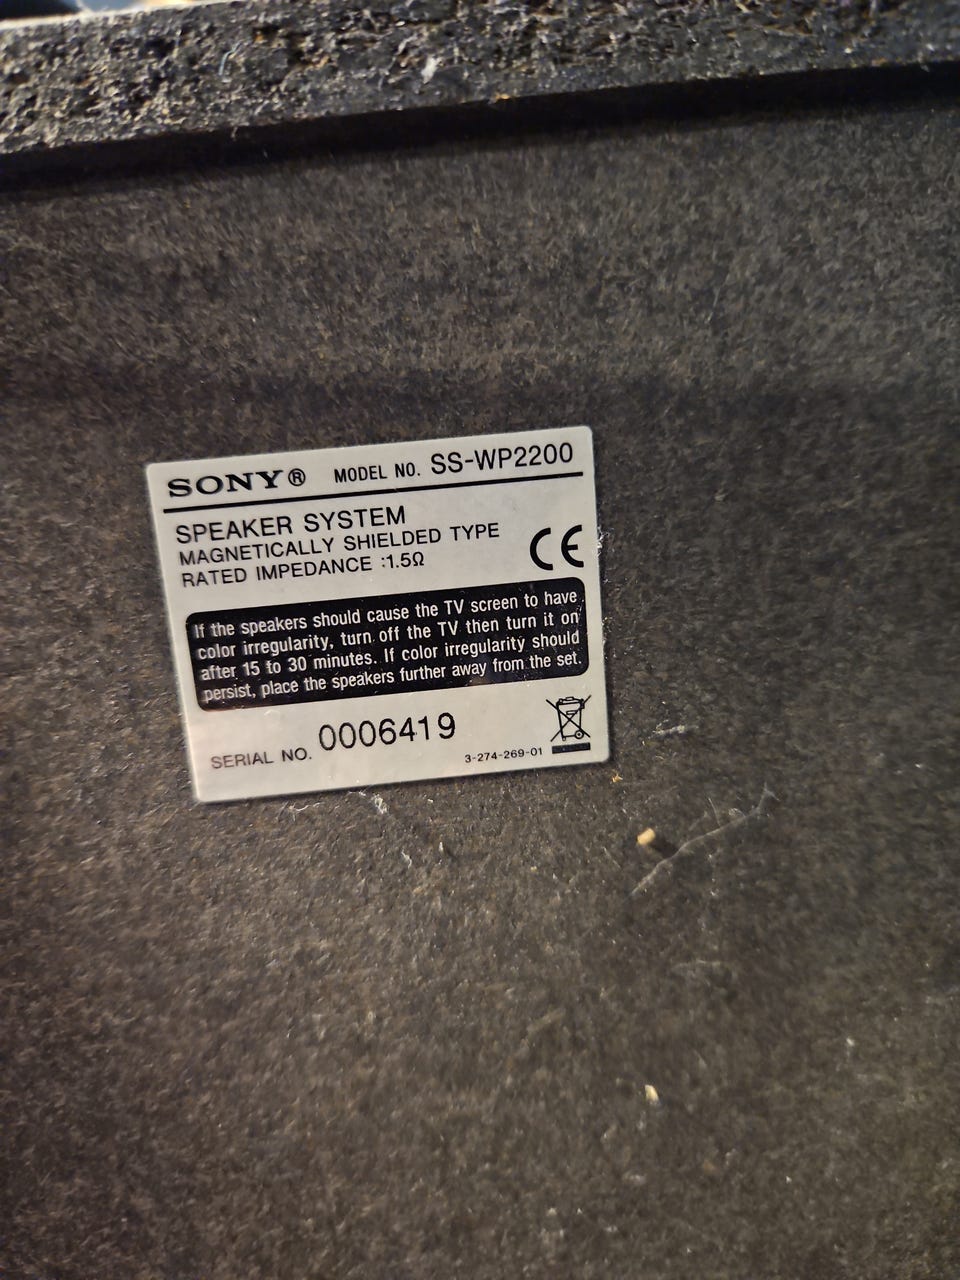 SONY® MODEL NO. SS-WP2200
SPEAKER SYSTEM
MAGNETICALLY SHIELDED TYPE
RATED IMPEDANCE :1.5Ω
CE
If the speakers should cause the TV screen to have
color irregularity, turn off the TV then turn it on
after 15 to 30 minutes. If color irregularity should
persist, place the speakers further away from the set.
SERIAL NO. 0006419
3-274-269-01